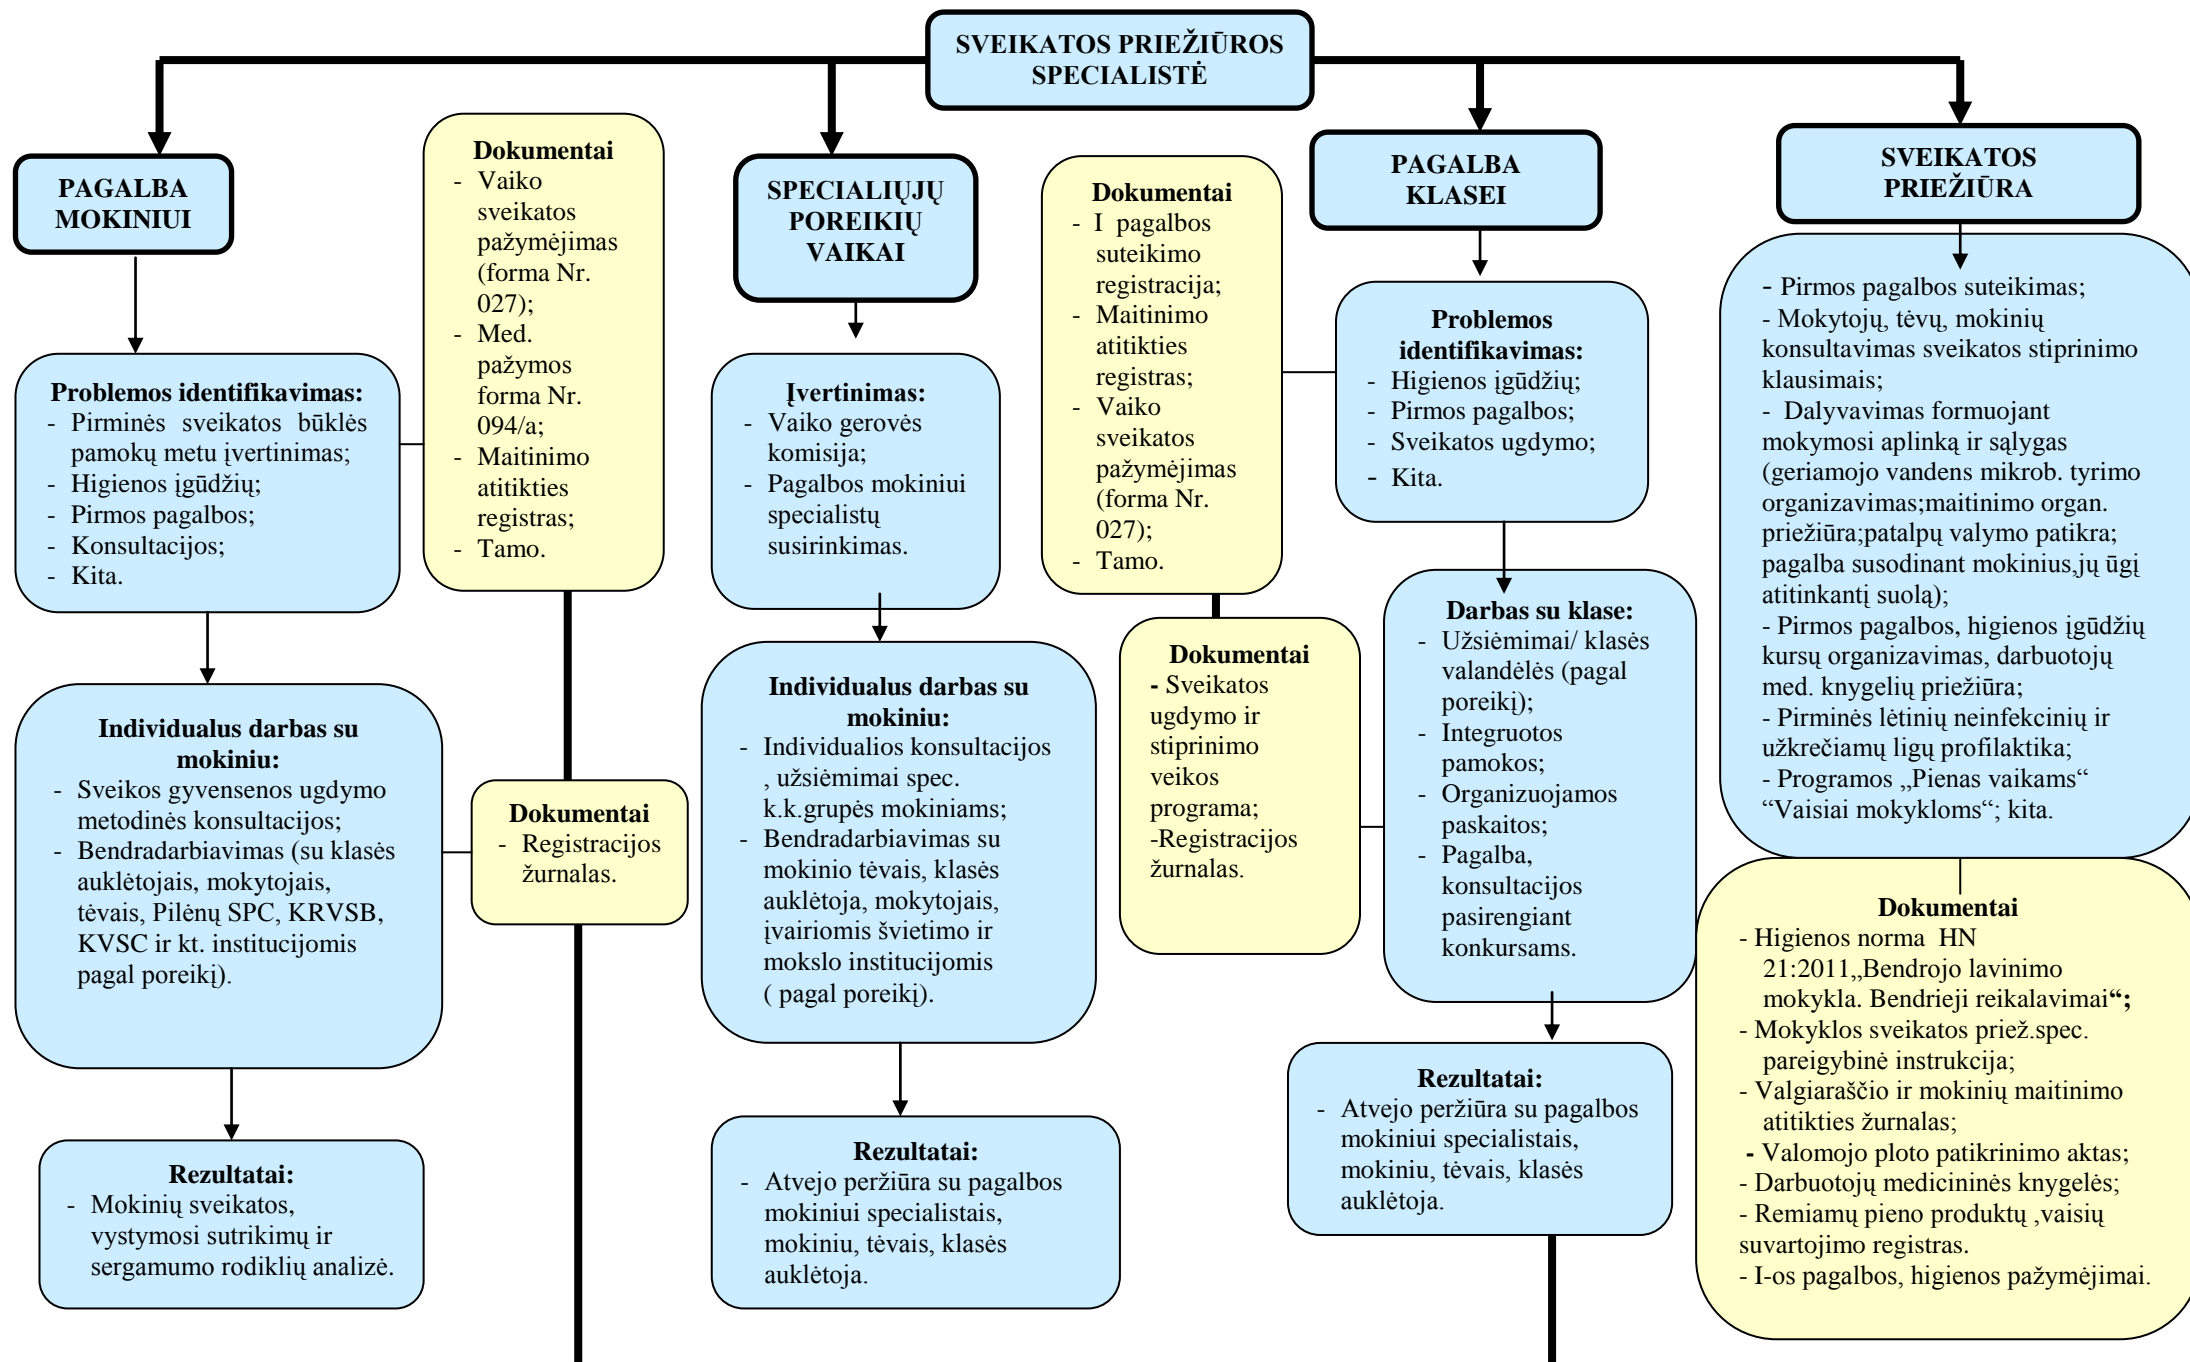 SVEIKATOS PRIEŽIŪROS
SPECIALISTĖ
PAGALBA
MOKINIUI
Dokumentai
- Vaiko
sveikatos
pažymėjimas
(forma Nr.
027);
- Med.
pažymos
forma Nr.
094/a;
- Maitinimo
atitikties
registras;
- Tamo.
Problemos identifikavimas:
- Pirminės sveikatos būklės
pamokų metu įvertinimas;
- Higienos įgūdžių;
- Pirmos pagalbos;
- Konsultacijos;
- Kita.
Individualus darbas su
mokiniu:
- Sveikos gyvensenos ugdymo
metodinės konsultacijos;
- Bendradarbiavimas (su klasės
auklėtojais, mokytojais,
tėvais, Pilėnų SPC, KRVSB,
KVSC ir kt. institucijomis
pagal poreikį).
Dokumentai
- Registracijos
žurnalas.
Rezultatai:
- Mokinių sveikatos,
vystymosi sutrikimų ir
sergamumo rodiklių analizė.
SPECIALIŲJŲ
POREIKIŲ
VAIKAI
Įvertinimas:
- Vaiko gerovės
komisija;
- Pagalbos mokiniui
specialistų
susirinkimas.
Individualus darbas su
mokiniu:
- Individualios konsultacijos
, užsiėmimai spec.
k.k.grupės mokiniams;
- Bendradarbiavimas su
mokinio tėvais, klasės
auklėtoja, mokytojais,
įvairiomis švietimo ir
mokslo institucijomis
( pagal poreikį).
Rezultatai:
- Atvejo peržiūra su pagalbos
mokiniui specialistais,
mokiniu, tėvais, klasės
auklėtoja.
PAGALBA
KLASEI
Dokumentai
- I pagalbos
suteikimo
registracija;
- Maitinimo
atitikties
registras;
- Vaiko
sveikatos
pažymėjimas
(forma Nr.
027);
- Tamo.
Problemos
identifikavimas:
- Higienos įgūdžių;
- Pirmos pagalbos;
- Sveikatos ugdymo;
- Kita.
Dokumentai
- Sveikatos
ugdymo ir
stiprinimo
veikos
programa;
-Registracijos
žurnalas.
Darbas su klase:
- Užsiėmimai/ klasės
valandėlės (pagal
poreikį);
- Integruotos
pamokos;
- Organizuojamos
paskaitos;
- Pagalba,
konsultacijos
pasirengiant
konkursams.
Rezultatai:
- Atvejo peržiūra su pagalbos
mokiniui specialistais,
mokiniu, tėvais, klasės
auklėtoja.
SVEIKATOS
PRIEŽIŪRA
- Pirmos pagalbos suteikimas;
- Mokytojų, tėvų, mokinių
konsultavimas sveikatos stiprinimo
klausimais;
- Dalyvavimas formuojant
mokymosi aplinką ir sąlygas
(geriamojo vandens mikrob. tyrimo
organizavimas;maitinimo organ.
priežiūra;patalpų valymo patikra;
pagalba susodinant mokinius,jų ūgį
atitinkantį suolą);
- Pirmos pagalbos, higienos įgūdžių
kursų organizavimas, darbuotojų
med. knygelių priežiūra;
- Pirminės lėtinių neinfekcinių ir
užkrečiamų ligų profilaktika;
- Programos „Pienas vaikams“
“Vaisiai mokykloms“; kita.
Dokumentai
- Higienos norma HN
21:2011„Bendrojo lavinimo
mokykla. Bendrieji reikalavimai“;
- Mokyklos sveikatos priež.spec.
pareigybinė instrukcija;
- Valgiaraščio ir mokinių maitinimo
atitikties žurnalas;
- Valomojo ploto patikrinimo aktas;
- Darbuotojų medicininės knygelės;
- Remiamų pieno produktų ,vaisių
suvartojimo registras.
- I-os pagalbos, higienos pažymėjimai.